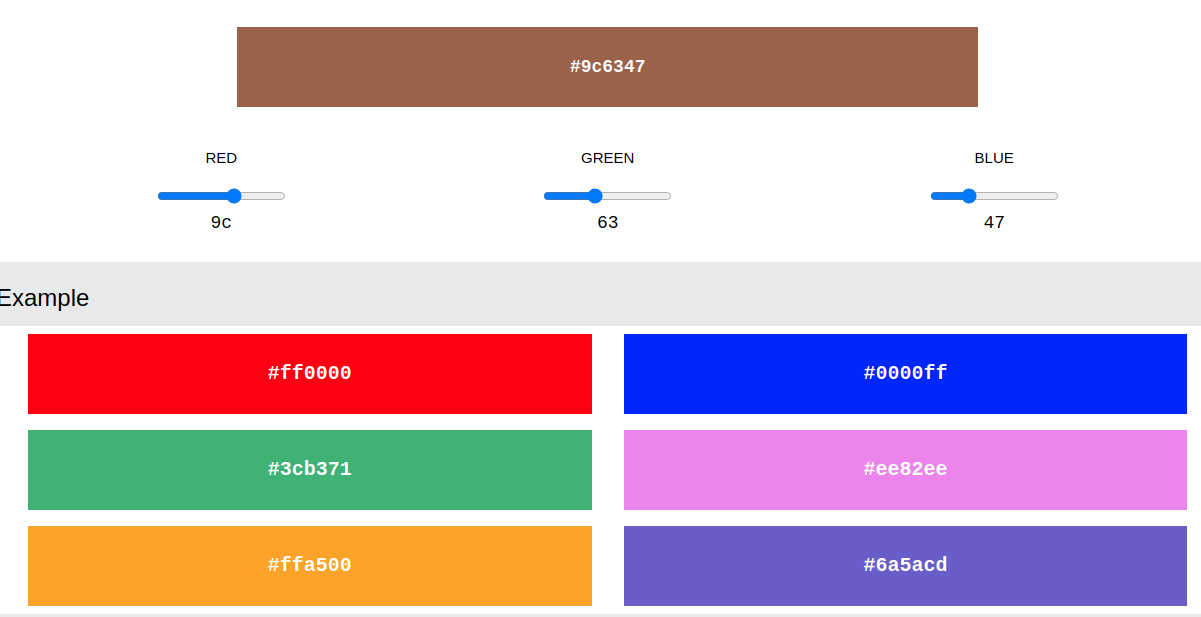 #9c6347
RED GREEN BLUE
9c 63 47
Example
#ff0000 #0000ff
#3cb371 #ee82ee
#ffa500 #6a5acd